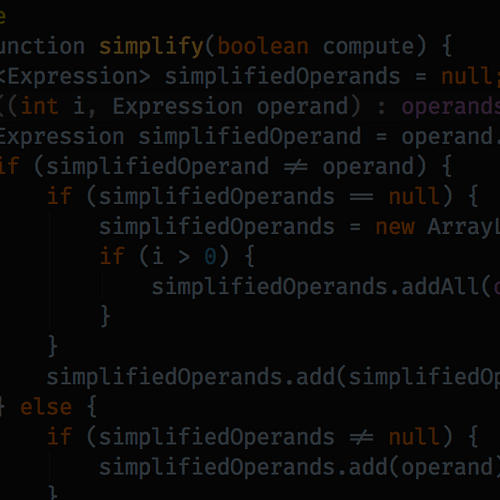 e
unction simplify(boolean compute) {
<Expression> simplifiedOperands = null;
((int i, Expression operand) : operands
Expression simplifiedOperand = operand.
if (simplifiedOperand ≠ operand) {
if (simplifiedOperands == null) {
simplifiedOperands = new ArrayL
if (i > 0) {
simplifiedOperands.addAll(o
}
}
simplifiedOperands.add(simplifiedOp
} else {
if (simplifiedOperands ≠ null) {
simplifiedOperands.add(operand)
}